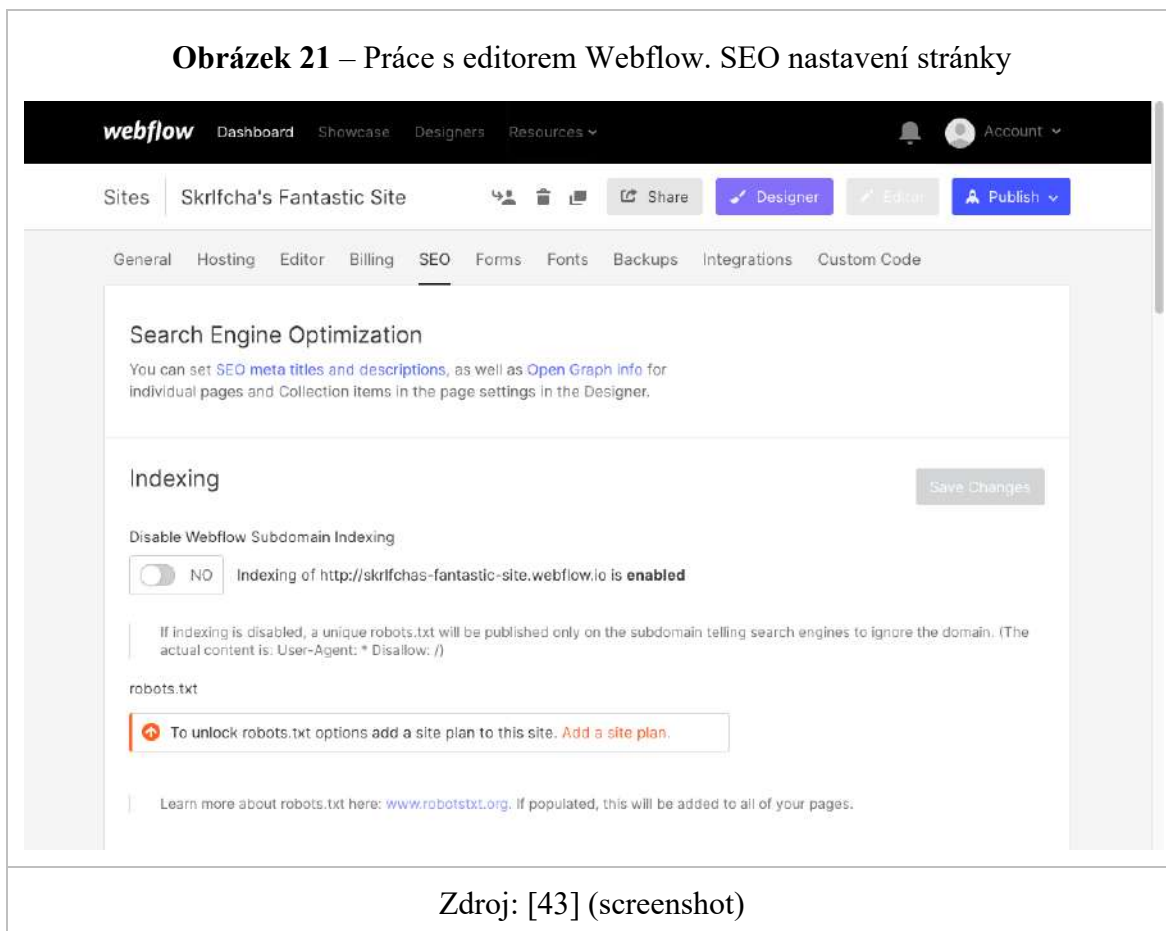 Obrázek 21 – Práce s editorem Webflow. SEO nastavení stránky
webflow Dashboard Showcase Designers Resources Account
Sites Skrlfcha's Fantastic Site Share Designer Editor Publish
General Hosting Editor Billing SEO Forms Fonts Backups Integrations Custom Code
Search Engine Optimization
You can set SEO meta titles and descriptions, as well as Open Graph info for
individual pages and Collection items in the page settings in the Designer.
Indexing Save Changes
Disable Webflow Subdomain Indexing
NO Indexing of http://skrlfchas-fantastic-site.webflow.io is enabled
If indexing is disabled, a unique robots.txt will be published only on the subdomain telling search engines to ignore the domain. (The
actual content is: User-Agent: * Disallow: /)
robots.txt
To unlock robots.txt options add a site plan to this site. Add a site plan.
Learn more about robots.txt here: www.robotstxt.org. If populated, this will be added to all of your pages.
Zdroj: [43] (screenshot)